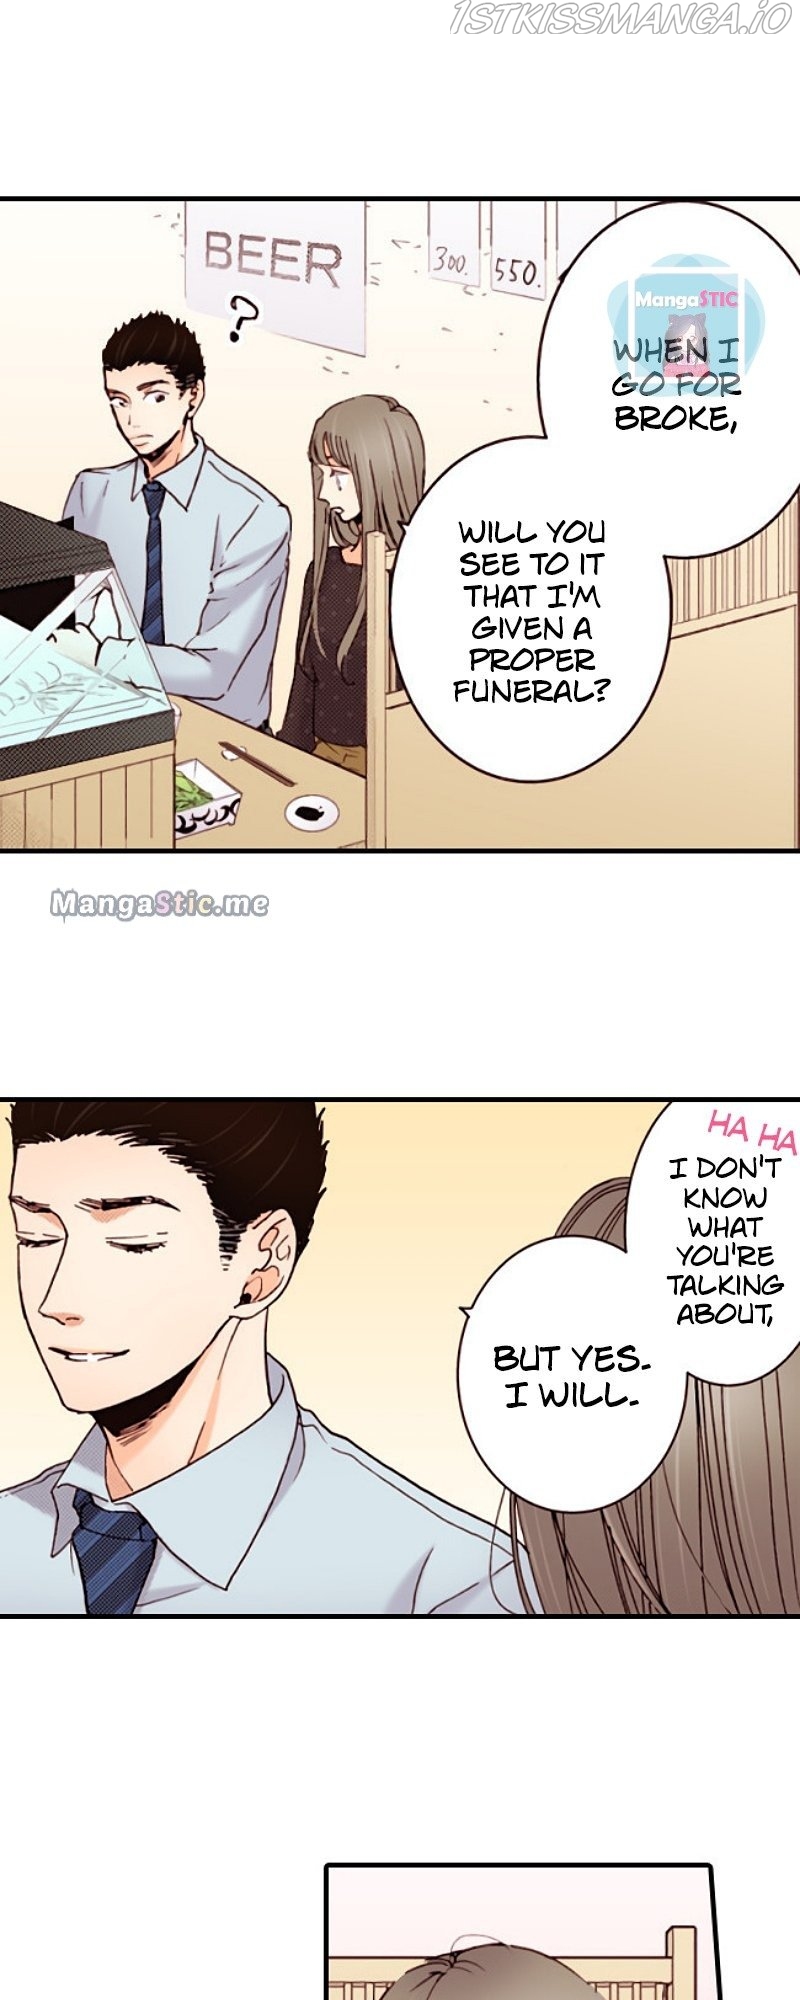 1STKISSMANGA.IO
BEER
300.
550.
?
MangaSTIC
WHEN I
GO FOR
BROKE,
WILL YOU
SEE TO IT
THAT I'M
GIVEN A
PROPER
FUNERAL?
MangaStic.me
HA HA
I DON'T
KNOW
WHAT
YOU'RE
TALKING
ABOUT,
BUT YES.
I WILL.